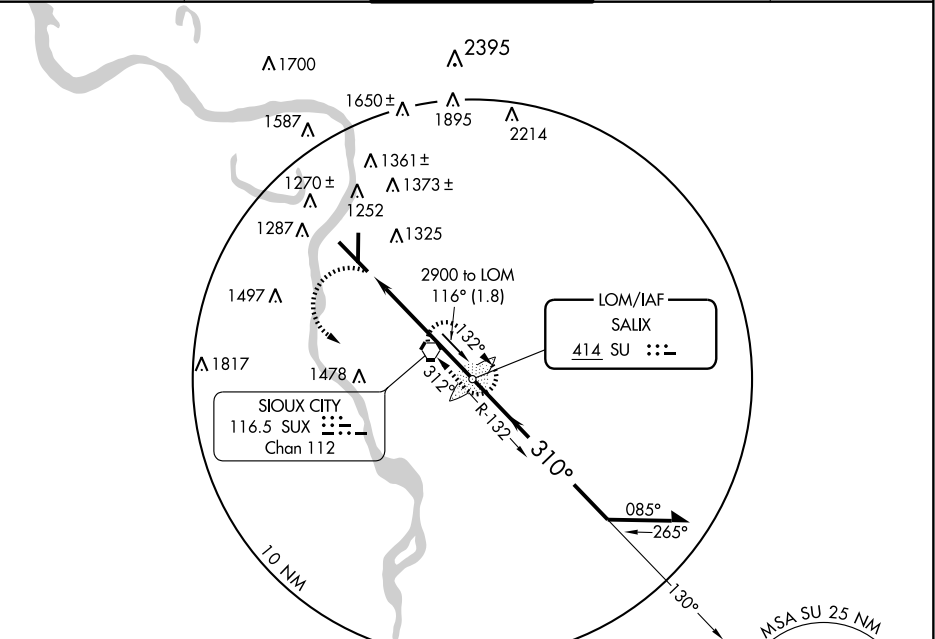 2395
1700
1650 ±
1895
2214
1587
1361 ±
1270 ±
1373 ±
1252
1287
1325
2900 to LOM
116° (1.8)
1497
LOM/IAF
SALIX
414 SU
132°
1817
1478
312°
SIOUX CITY
116.5 SUX
Chan 112
R-132
310°
085°
265°
10 NM
130°
MSA SU 25 NM